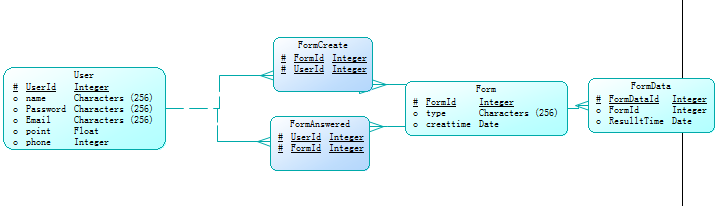 User
# UserId Integer
o name Characters (256)
o Password Characters (256)
o Email Characters (256)
o point Float
o phone Integer
FormCreate
# FormId Integer
# UserId Integer
FormAnswered
# UserId Integer
# FormId Integer
Form
# FormId Integer
o type Characters (256)
o creattime Date
FormData
# FormDataId Integer
o FormId Integer
o ResulltTime Date